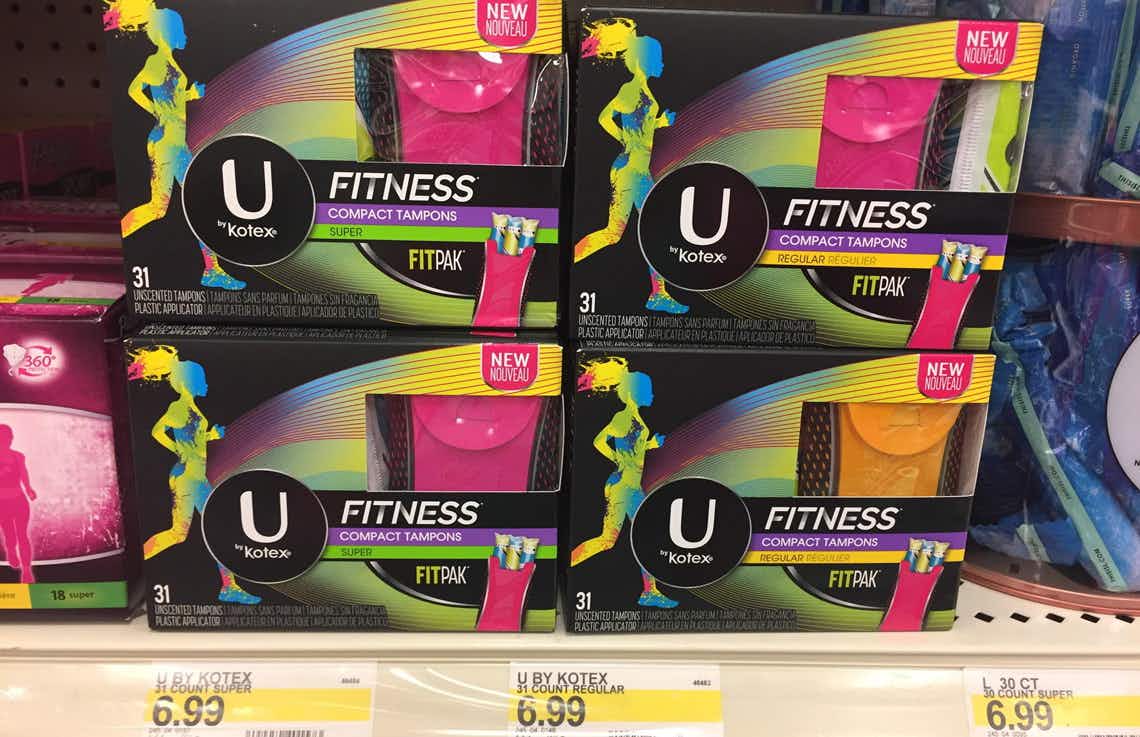 NEW
NOUVEAU
U
by Kotex®
FITNESS*
COMPACT TAMPONS
SUPER
FITPAK*
31
UNSCENTED TAMPONS | TAMPONS SANS PARFUM | TAMPONES SIN FRAGANCIA
PLASTIC APPLICATOR | APPLICATEUR EN PLASTIQUE | APLICADOR DE PLÁSTICO
NEW
NOUVEAU
U
by Kotex®
FITNESS*
COMPACT TAMPONS
REGULAR RÉGULIER
FITPAK*
31
UNSCENTED TAMPONS | TAMPONS SANS PARFUM | TAMPONES SIN FRAGANCIA
PLASTIC APPLICATOR | APPLICATEUR EN PLASTIQUE | APLICADOR DE PLÁSTICO
18
360°
18 super
NEW
NOUVEAU
U
by Kotex®
FITNESS*
COMPACT TAMPONS
SUPER
FITPAK*
31
UNSCENTED TAMPONS | TAMPONS SANS PARFUM | TAMPONES SIN FRAGANCIA
PLASTIC APPLICATOR | APPLICATEUR EN PLASTIQUE | APLICADOR DE PLÁSTICO
NEW
NOUVEAU
U
by Kotex®
FITNESS*
COMPACT TAMPONS
REGULAR RÉGULIER
FITPAK*
31
UNSCENTED TAMPONS | TAMPONS SANS PARFUM | TAMPONES SIN FRAGANCIA
PLASTIC APPLICATOR | APPLICATEUR EN PLASTIQUE | APLICADOR DE PLÁSTICO
ORGANIC
THISISL.COM
U BY KOTEX
31 COUNT SUPER
6.99
U BY KOTEX
31 COUNT REGULAR
6.99
L 30 CT
30 COUNT SUPER
6.99